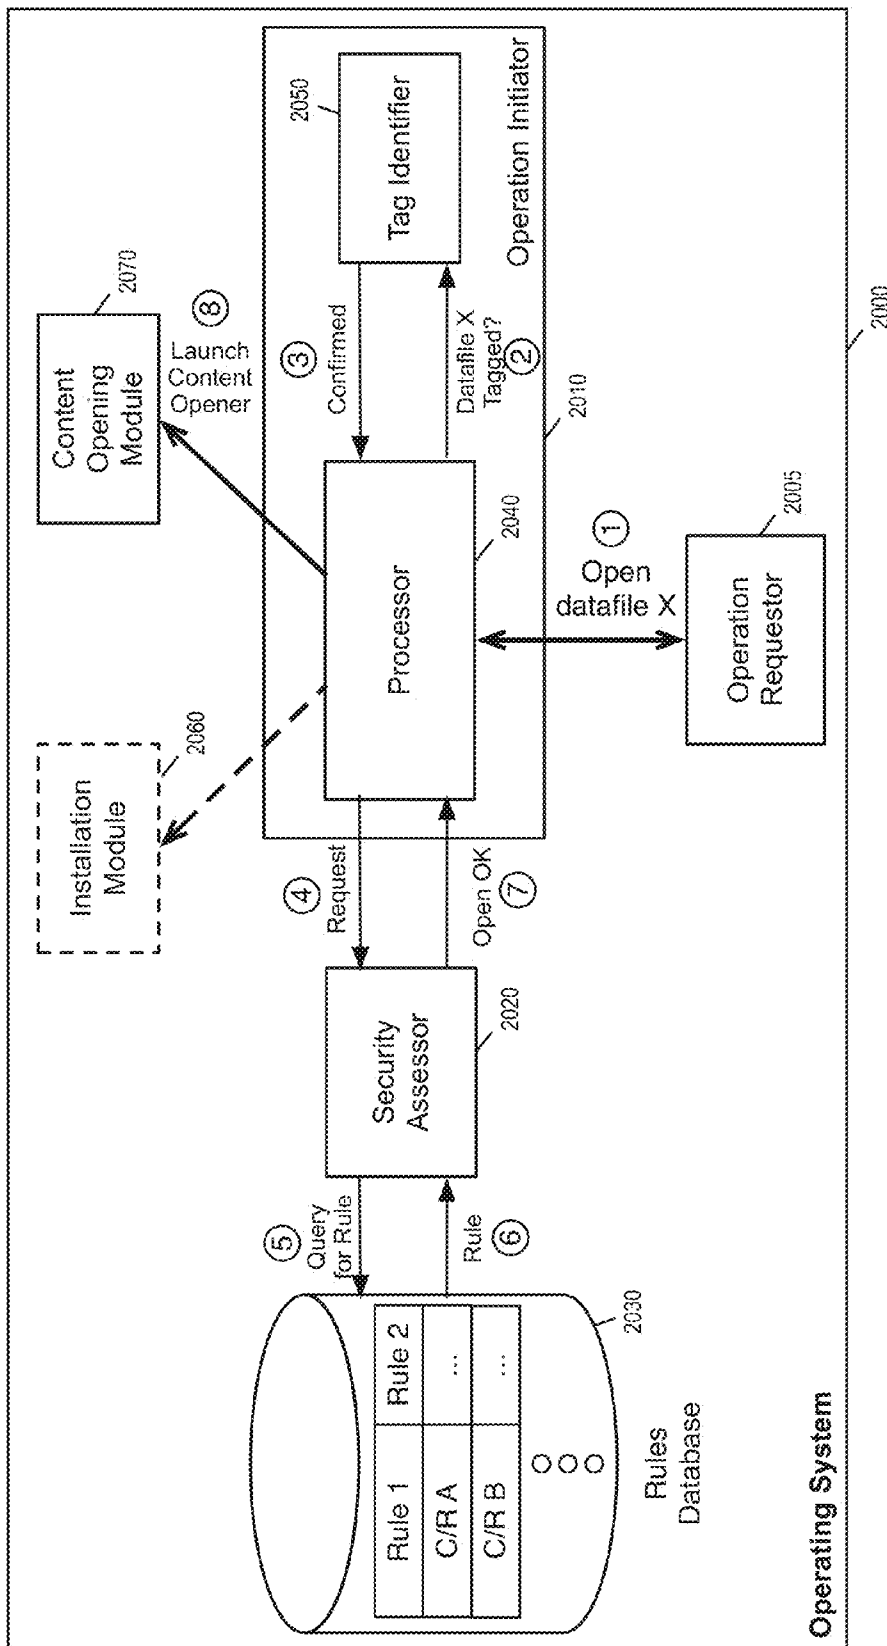 Operating System
2000
Rules
Database
2030
Rule 1
Rule 2
C/R A
...
C/R B
...
5
Query
for Rule
Rule
6
Security
Assessor
2020
4
Request
Open OK
7
Installation
Module
2060
Processor
2040
2010
Operation Initiator
1
Open
datafile X
Operation
Requestor
2005
Content
Opening
Module
2070
8
Launch
Content
Opener
3
Confirmed
Datafile X
Tagged?
2
Tag Identifier
2050